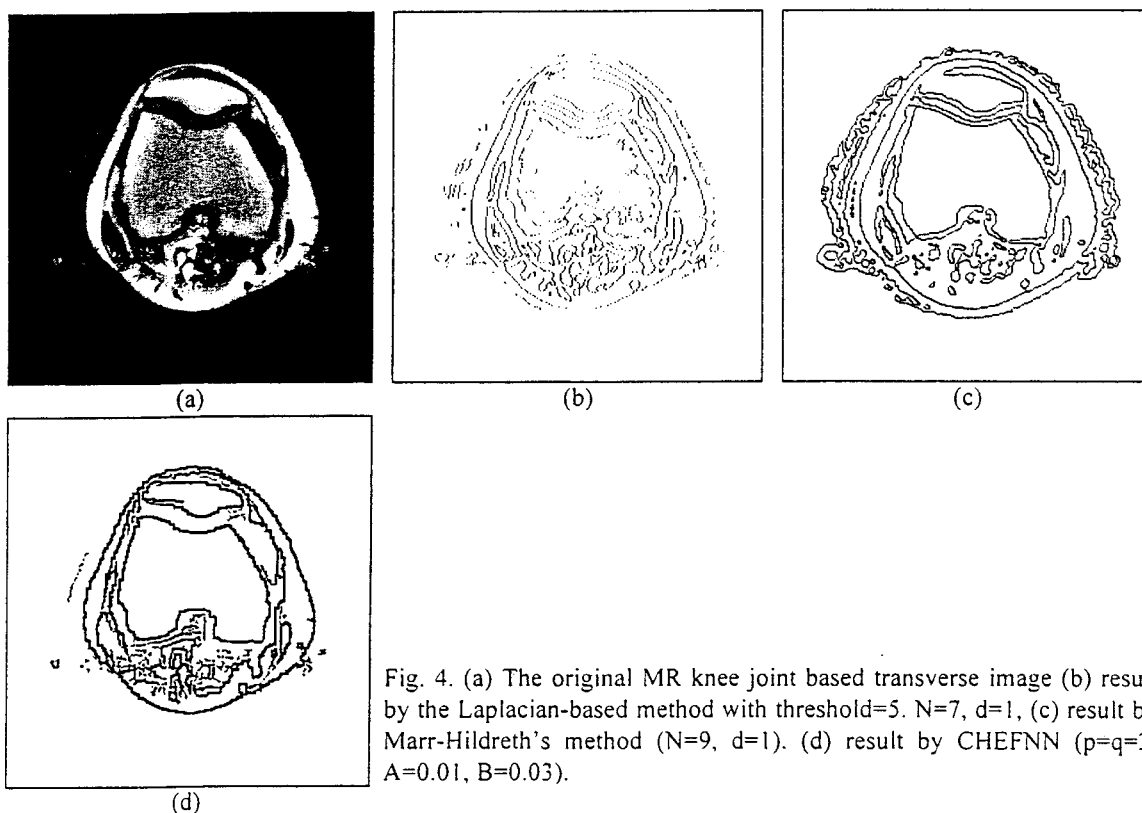 (a)
(b)
(c)
(d)
Fig. 4. (a) The original MR knee joint based transverse image (b) resu
by the Laplacian-based method with threshold=5. N=7, d=1, (c) result b
Marr-Hildreth's method (N=9, d=1). (d) result by CHEFNN (p=q=
A=0.01, B=0.03).